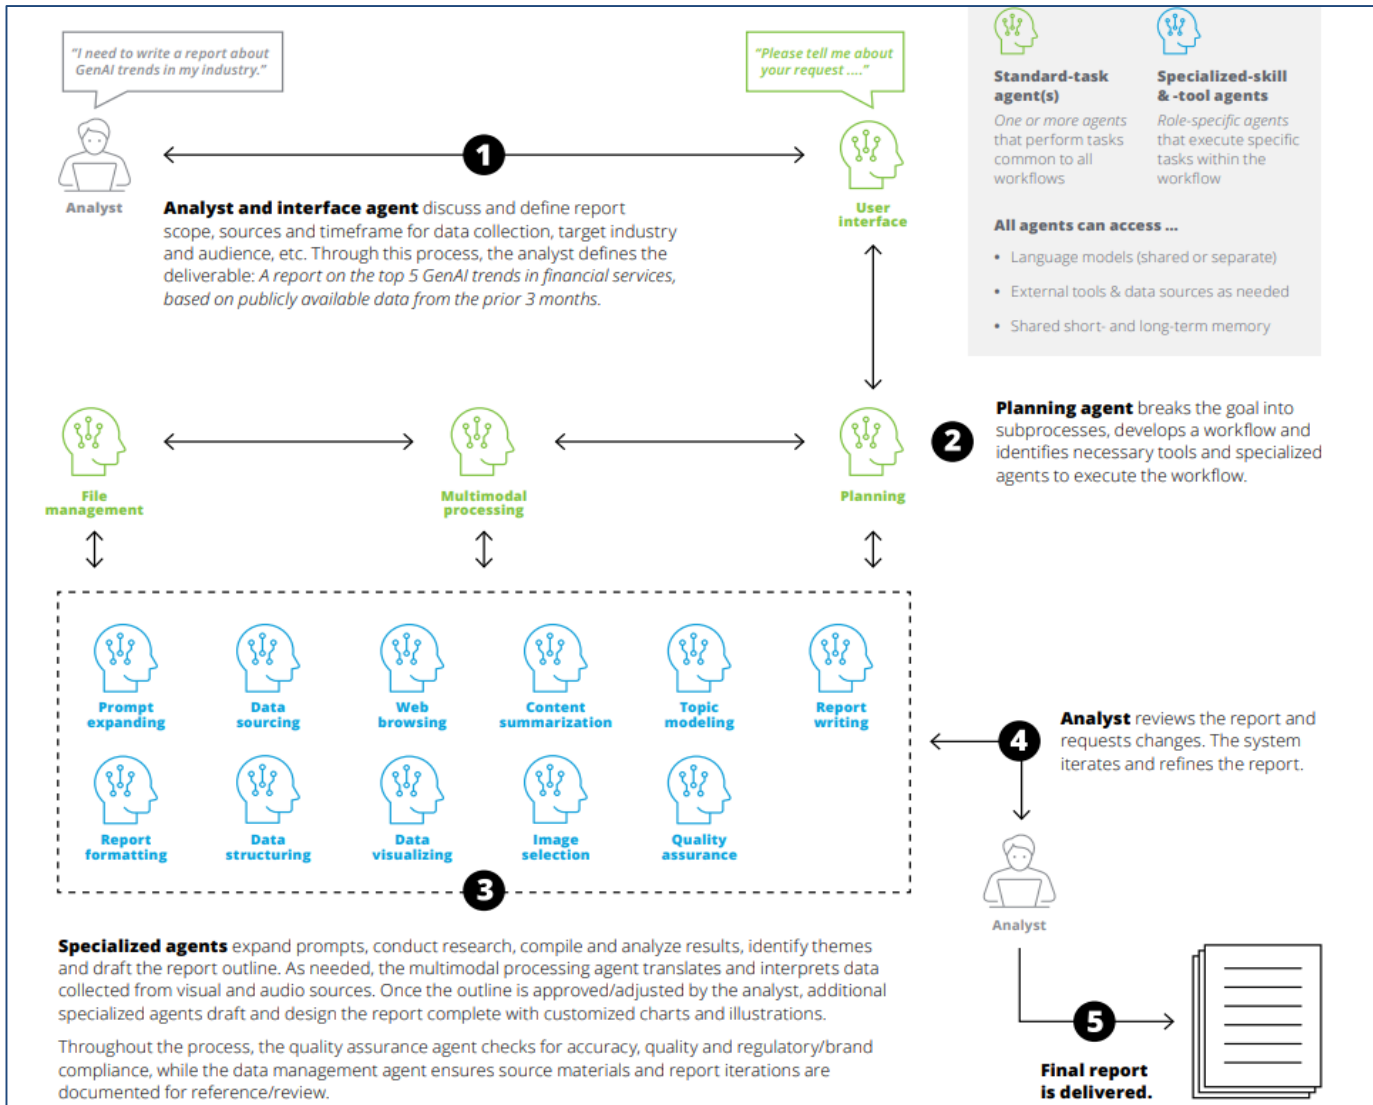 "I need to write a report about
GenAI trends in my industry."
"Please tell me about
your request ...."
Standard-task
agent(s)
One or more agents
that perform tasks
common to all
workflows
Specialized-skill
& -tool agents
Role-specific agents
that execute specific
tasks within the
workflow
All agents can access ...
• Language models (shared or separate)
• External tools & data sources as needed
• Shared short- and long-term memory
Analyst
1
User
interface
Analyst and interface agent discuss and define report
scope, sources and timeframe for data collection, target industry
and audience, etc. Through this process, the analyst defines the
deliverable: A report on the top 5 GenAI trends in financial services,
based on publicly available data from the prior 3 months.
File
management
Multimodal
processing
Planning
2
Planning agent breaks the goal into
subprocesses, develops a workflow and
identifies necessary tools and specialized
agents to execute the workflow.
Prompt
expanding
Data
sourcing
Web
browsing
Content
summarization
Topic
modeling
Report
writing
Report
formatting
Data
structuring
Data
visualizing
Image
selection
Quality
assurance
3
4
Analyst reviews the report and
requests changes. The system
iterates and refines the report.
Analyst
Specialized agents expand prompts, conduct research, compile and analyze results, identify themes
and draft the report outline. As needed, the multimodal processing agent translates and interprets data
collected from visual and audio sources. Once the outline is approved/adjusted by the analyst, additional
specialized agents draft and design the report complete with customized charts and illustrations.
Throughout the process, the quality assurance agent checks for accuracy, quality and regulatory/brand
compliance, while the data management agent ensures source materials and report iterations are
documented for reference/review.
5
Final report
is delivered.